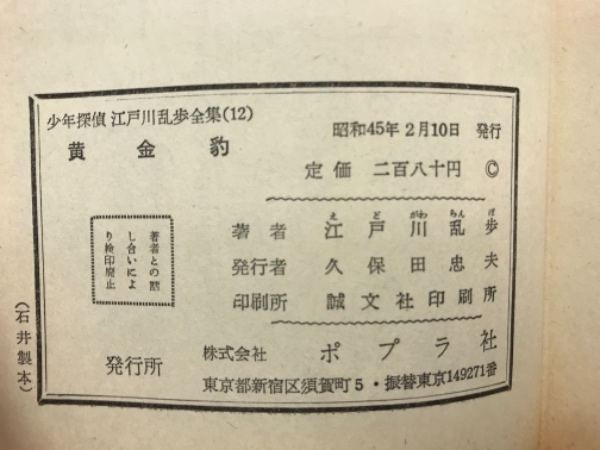 少年探偵 江戸川乱歩全集(12)
黄金豹
昭和45年2月10日 発行
定価 二百八十円 ©
著者との話
し合いによ
り検印廃止
えどがわらんぽ
著者 江戸川乱歩
発行者 久保田忠夫
印刷所 誠文社印刷所
発行所 株式会社 ポプラ社
東京都新宿区須賀町5・振替東京149271番
(石井製本)